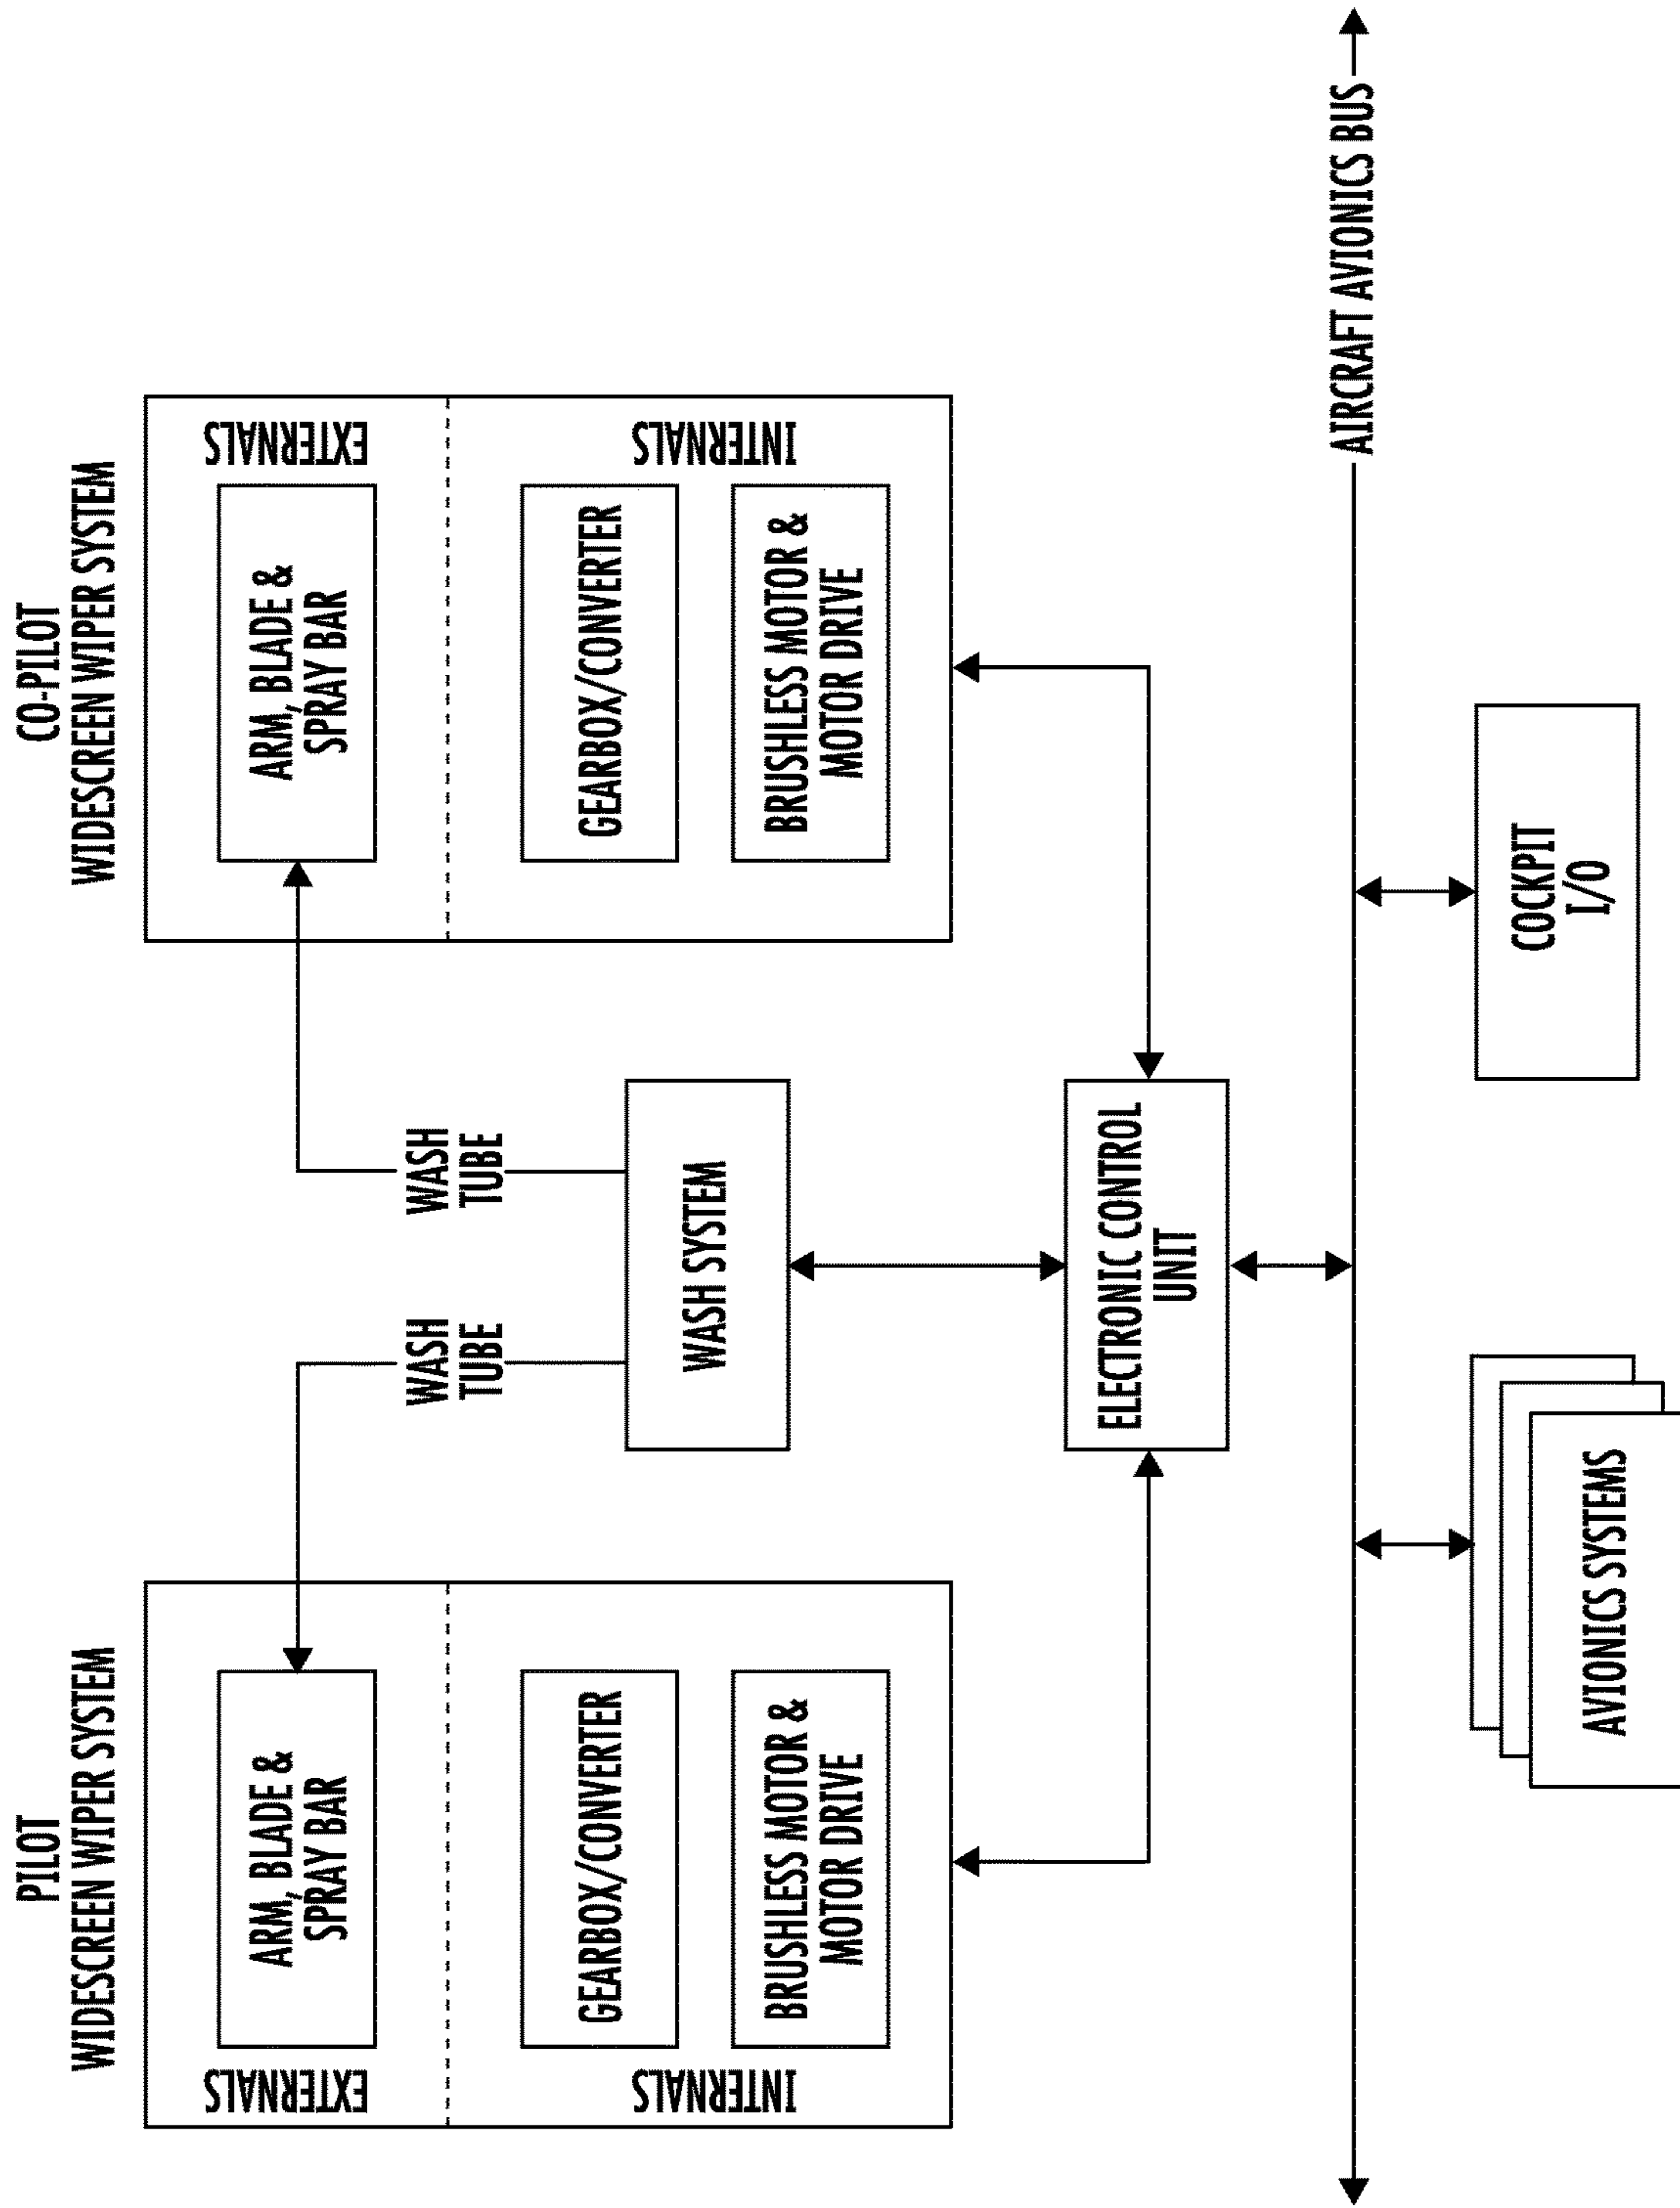 PILOT
WIDESCREEN WIPER SYSTEM
EXTERNALS
ARM, BLADE &
SPRAY BAR
INTERNALS
GEARBOX/CONVERTER
BRUSHLESS MOTOR &
MOTOR DRIVE
WASH
TUBE
WASH
TUBE
WASH SYSTEM
CO-PILOT
WIDESCREEN WIPER SYSTEM
ARM, BLADE &
SPRAY BAR
EXTERNALS
GEARBOX/CONVERTER
BRUSHLESS MOTOR &
MOTOR DRIVE
INTERNALS
ELECTRONIC CONTROL
UNIT
AIRCRAFT AVIONICS BUS
AVIONICS SYSTEMS
COCKPIT
I/O